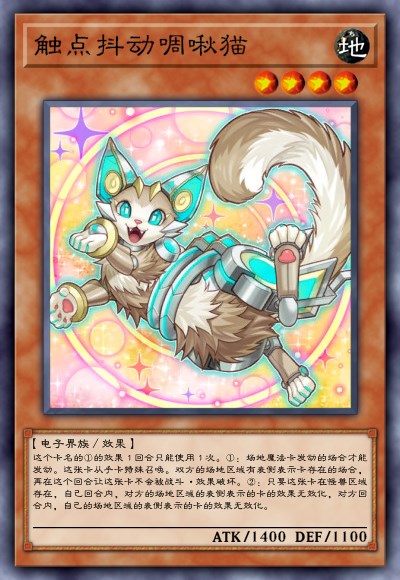 触点抖动啁啾猫
地
【电子界族／效果】
这个卡名的①的效果1回合只能使用1次。①：场地魔法卡发动的场合才能
发动。这张卡从手卡特殊召唤。双方的场地区域有表侧表示卡存在的场合，
再在这个回合让这张卡不会被战斗·效果破坏。②：只要这张卡在怪兽区域
存在，自己回合内，对方的场地区域的表侧表示的卡的效果无效化，对方回
合内，自己的场地区域的表侧表示的卡的效果无效化。
ATK/1400 DEF/1100